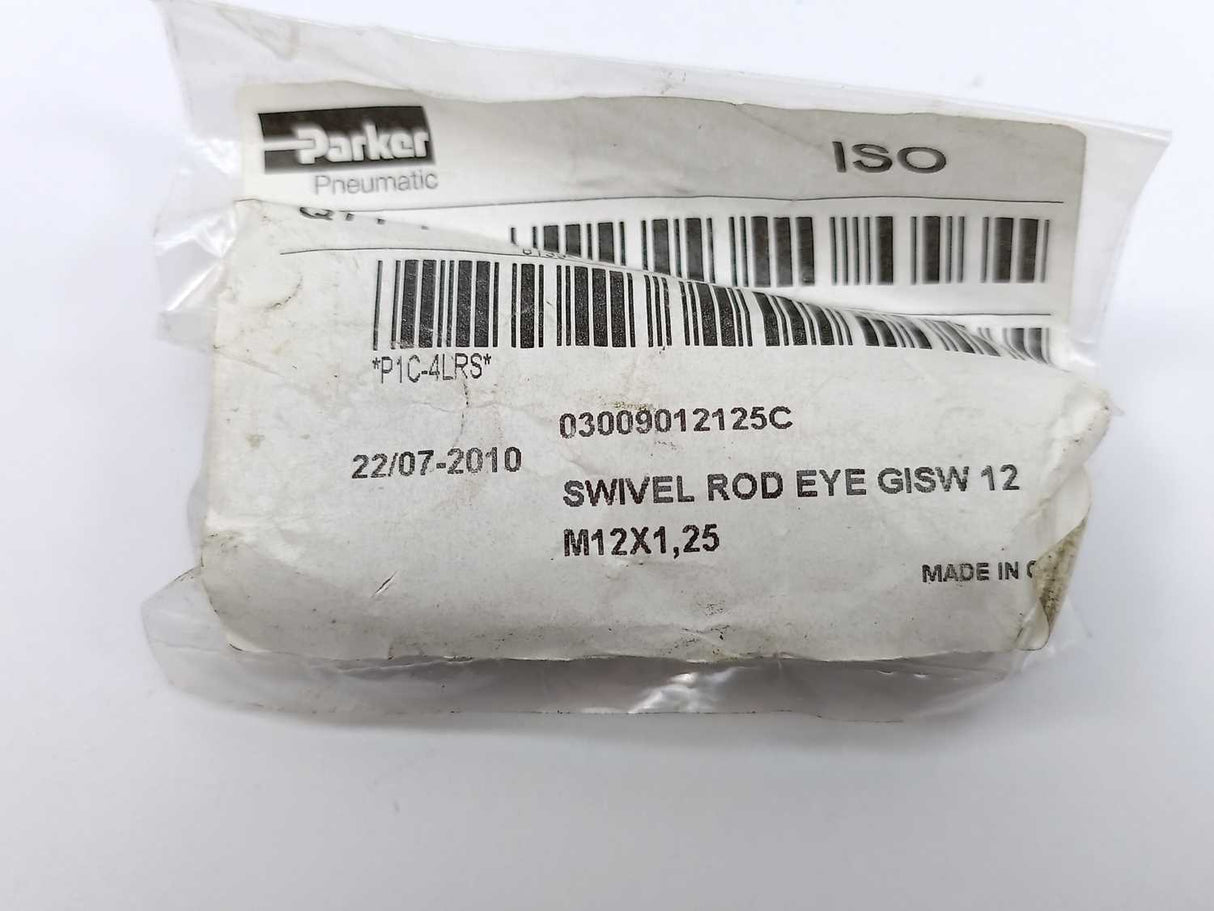 Parker
Pneumatic
ISO
*P1C-4LRS*
03009012125C
22/07-2010
SWIVEL ROD EYE GISW 12
M12X1,25
MADE IN